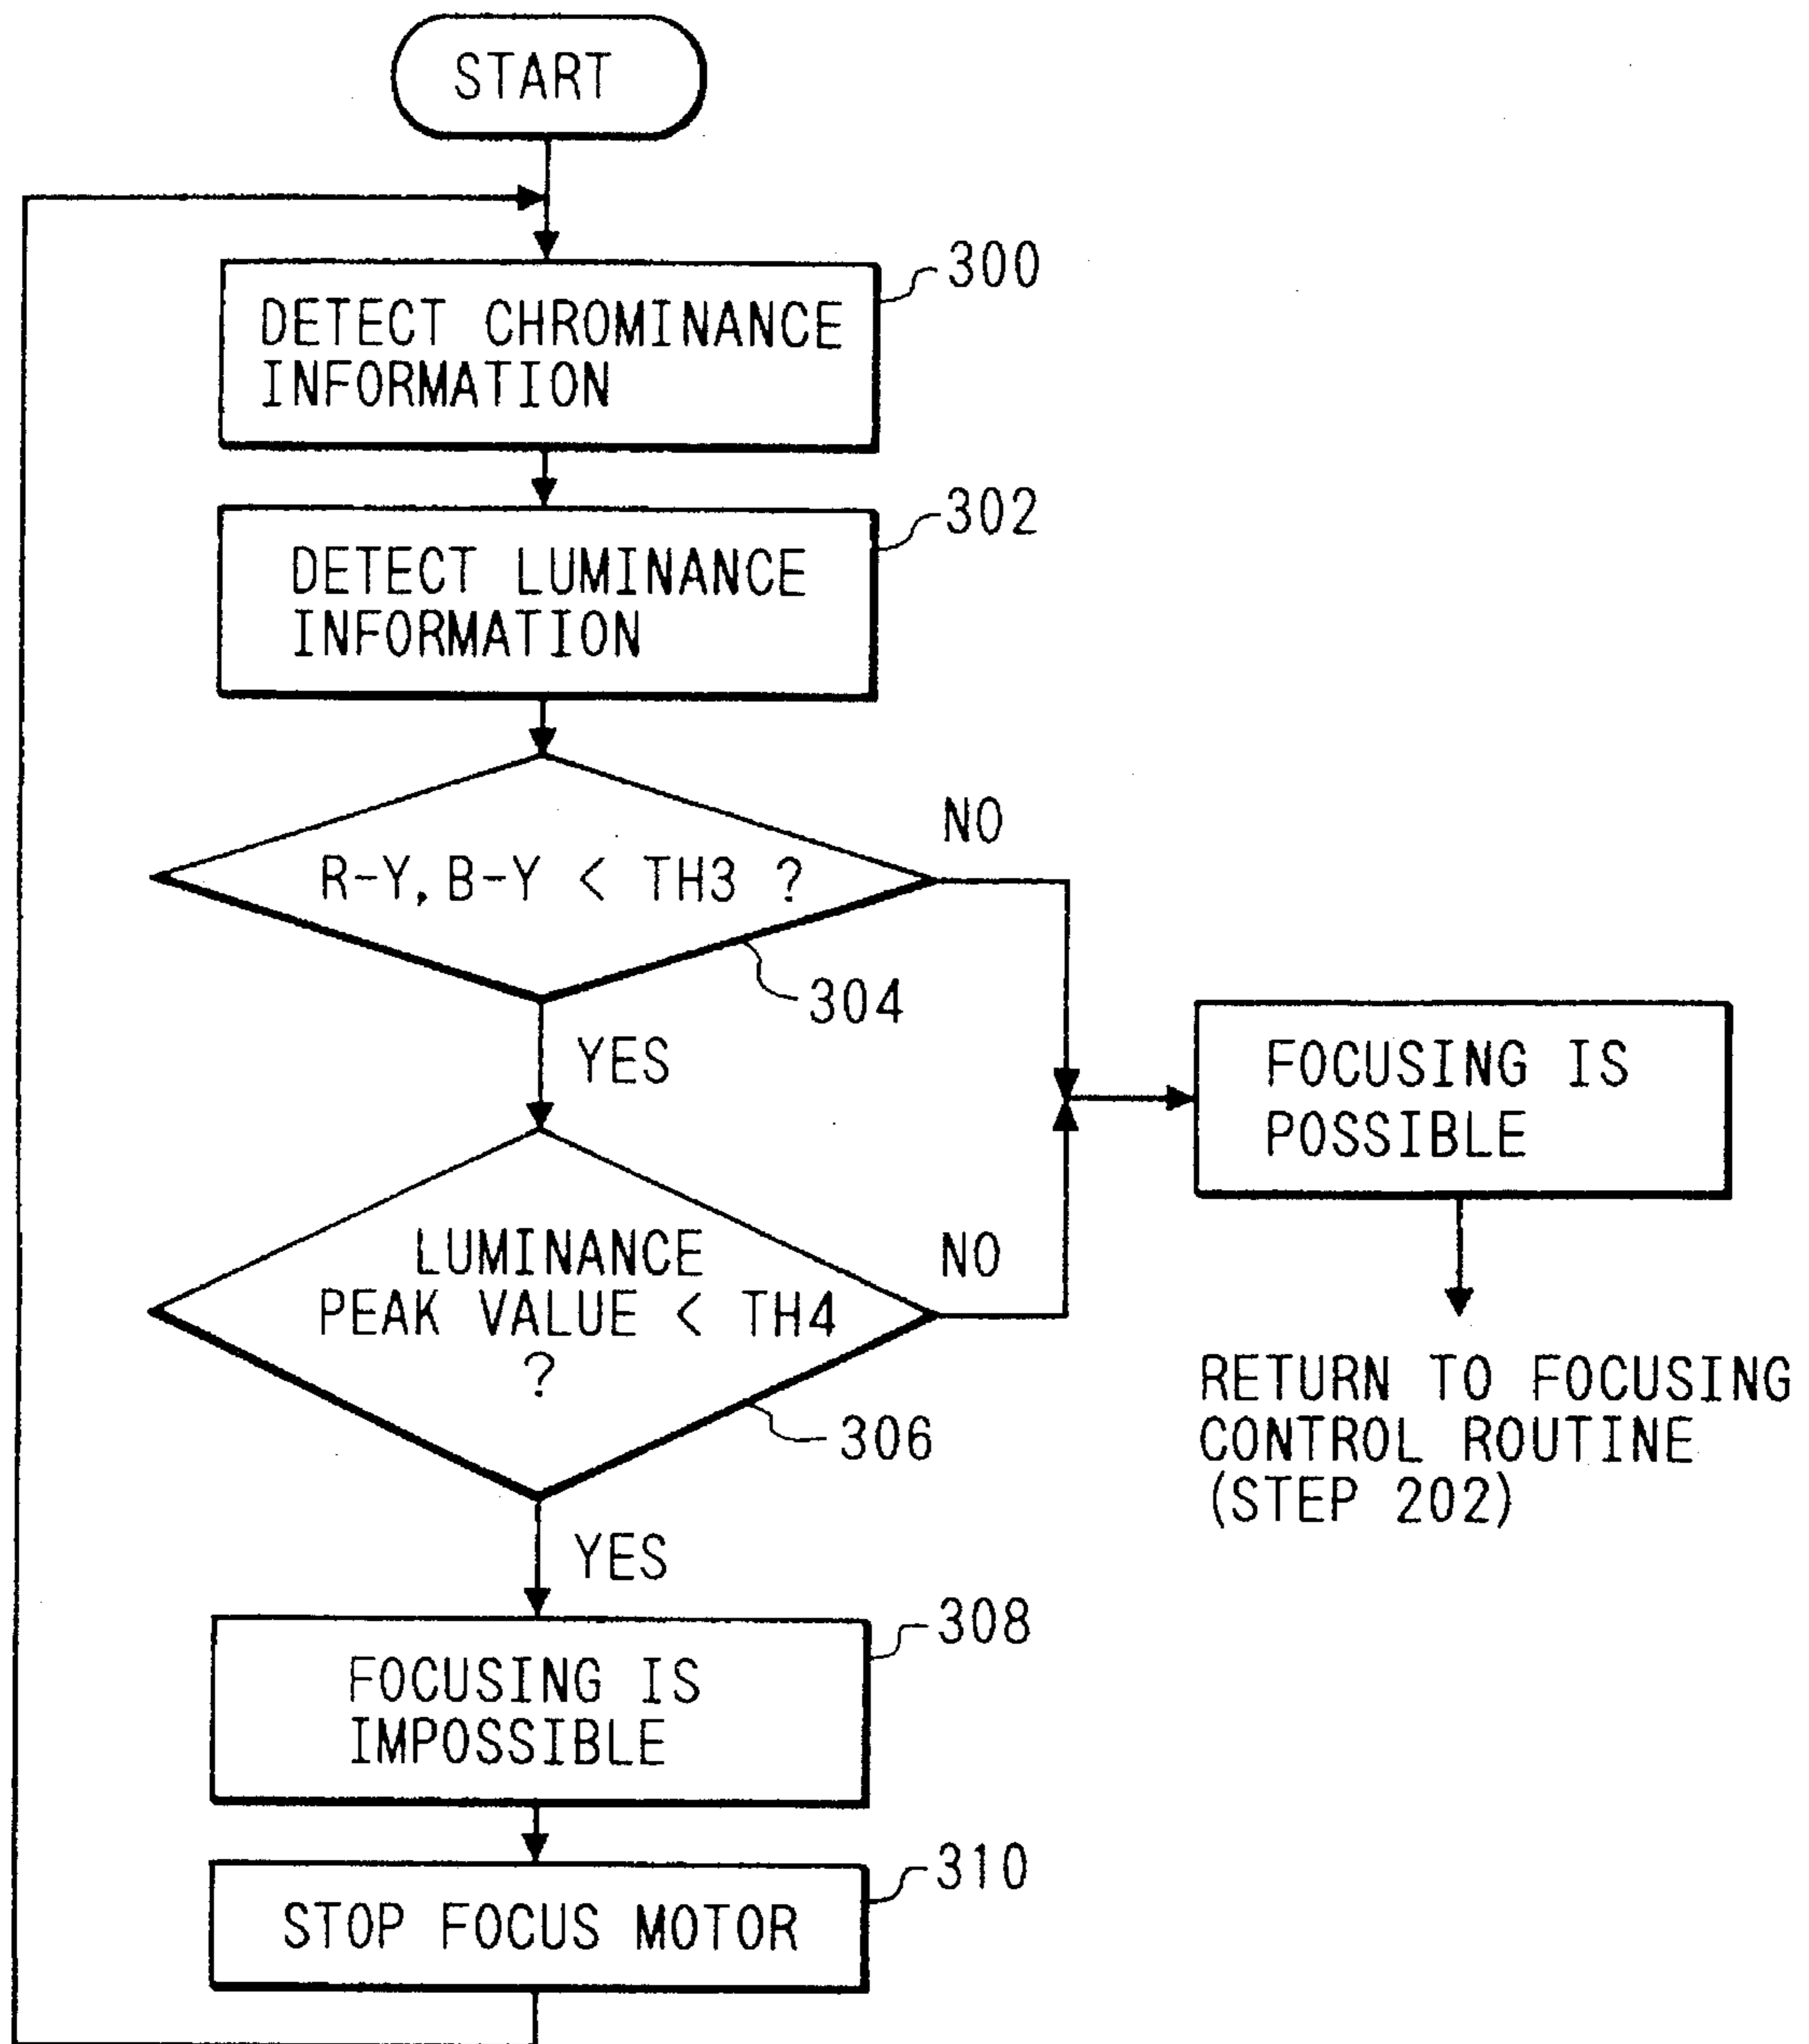 START
300
DETECT CHROMINANCE
INFORMATION
302
DETECT LUMINANCE
INFORMATION
R-Y, B-Y < TH3 ?
NO
304
YES
FOCUSING IS
POSSIBLE
LUMINANCE
PEAK VALUE < TH4
?
NO
306
RETURN TO FOCUSING
CONTROL ROUTINE
(STEP 202)
YES
308
FOCUSING IS
IMPOSSIBLE
310
STOP FOCUS MOTOR